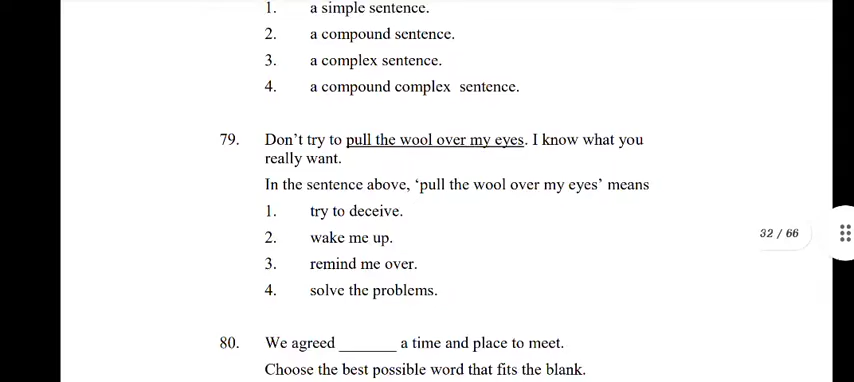 1. a simple sentence.
2. a compound sentence.
3. a complex sentence.
4. a compound complex sentence.
79. Don't try to pull the wool over my eyes. I know what you
really want.
In the sentence above, 'pull the wool over my eyes' means
1. try to deceive.
2. wake me up.
3. remind me over.
4. solve the problems.
32 / 66
80. We agreed _______ a time and place to meet.
Choose the best possible word that fits the blank.